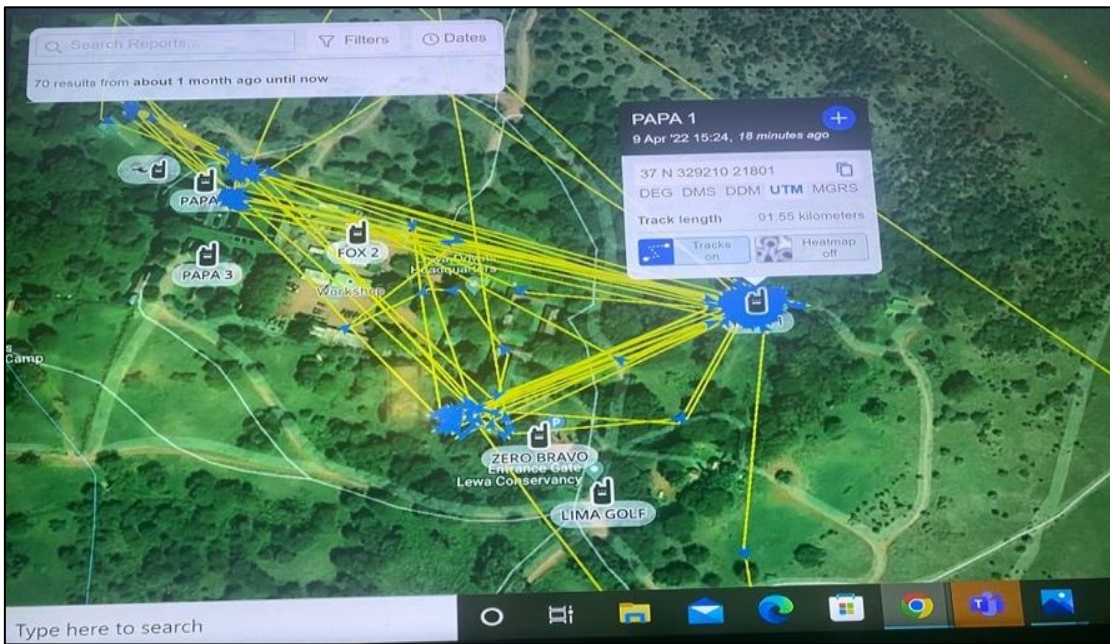 Search Reports...
Filters
Dates
70 results from about 1 month ago until now
PAPA 1
9 Apr '22 15:24, 18 minutes ago
37 N 329210 21801
DEG DMS DDM UTM MGRS
Track length 91.55 kilometers
Tracks on
Heatmap off
PAPA
FOX 2
PAPA 3
Headquarters
Workshop
Camp
P
ZERO BRAVO
Entrance Gate
Lewa Conservancy
LIMA GOLF
Type here to search